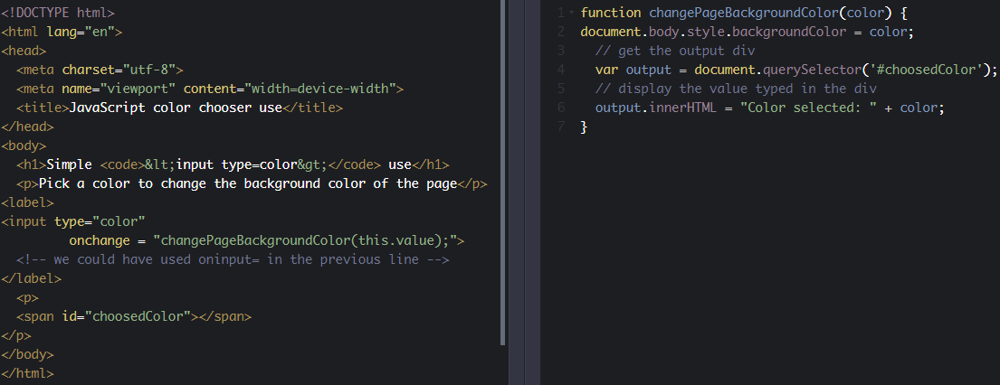 <!DOCTYPE html>
<html lang="en">
<head>
  <meta charset="utf-8">
  <meta name="viewport" content="width=device-width">
  <title>JavaScript color chooser use</title>
</head>
<body>
  <h1>Simple <code>&lt;input type=color&gt;</code> use</h1>
  <p>Pick a color to change the background color of the page</p>
<label>
<input type="color"
         onchange = "changePageBackgroundColor(this.value);">
  <!-- we could have used oninput= in the previous line -->
</label>
  <p>
  <span id="choosedColor"></span>
</p>
</body>
</html>
1 function changePageBackgroundColor(color) {
2 document.body.style.backgroundColor = color;
3   // get the output div
4   var output = document.querySelector('#choosedColor');
5   // display the value typed in the div
6   output.innerHTML = "Color selected: " + color;
7 }